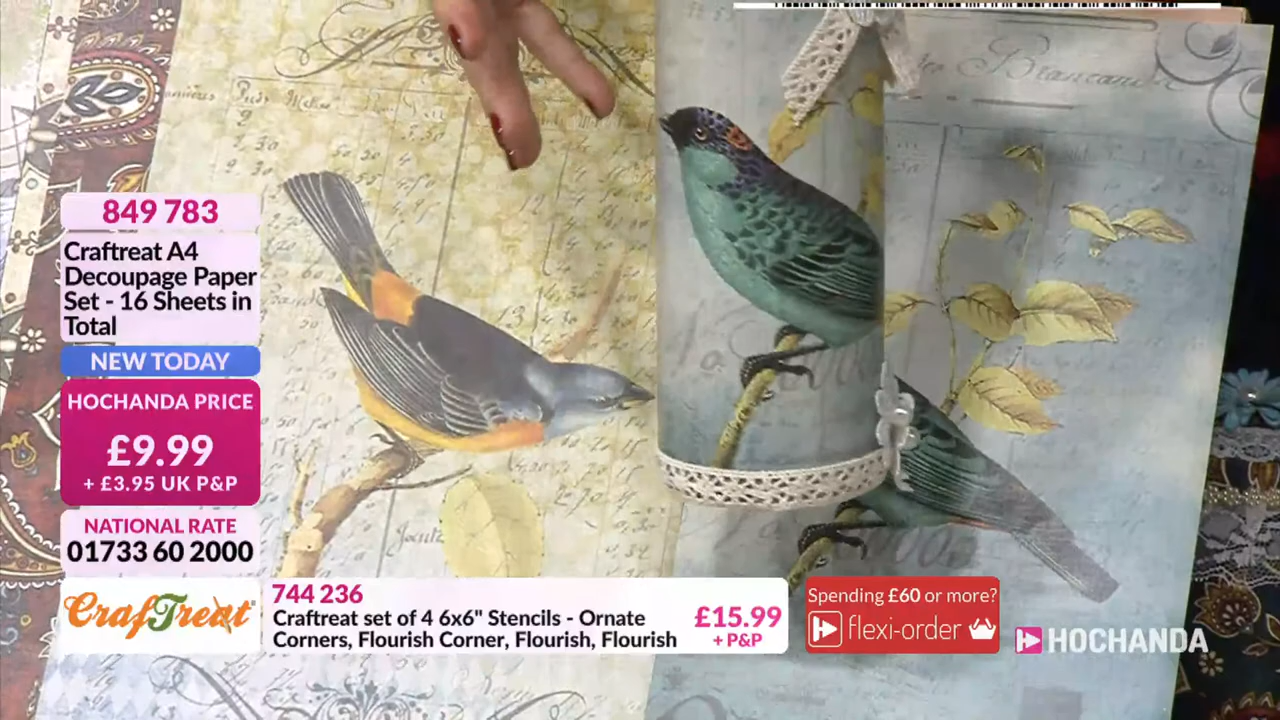 849 783
Craftreat A4
Decoupage Paper
Set - 16 Sheets in
Total
NEW TODAY
HOCHANDA PRICE
£9.99
+ £3.95 UK P&P
NATIONAL RATE
01733 60 2000
CrafTreat
744 236
Craftreat set of 4 6x6" Stencils - Ornate
Corners, Flourish Corner, Flourish, Flourish
£15.99
+ P&P
Spending £60 or more?
flexi-order
HOCHANDA